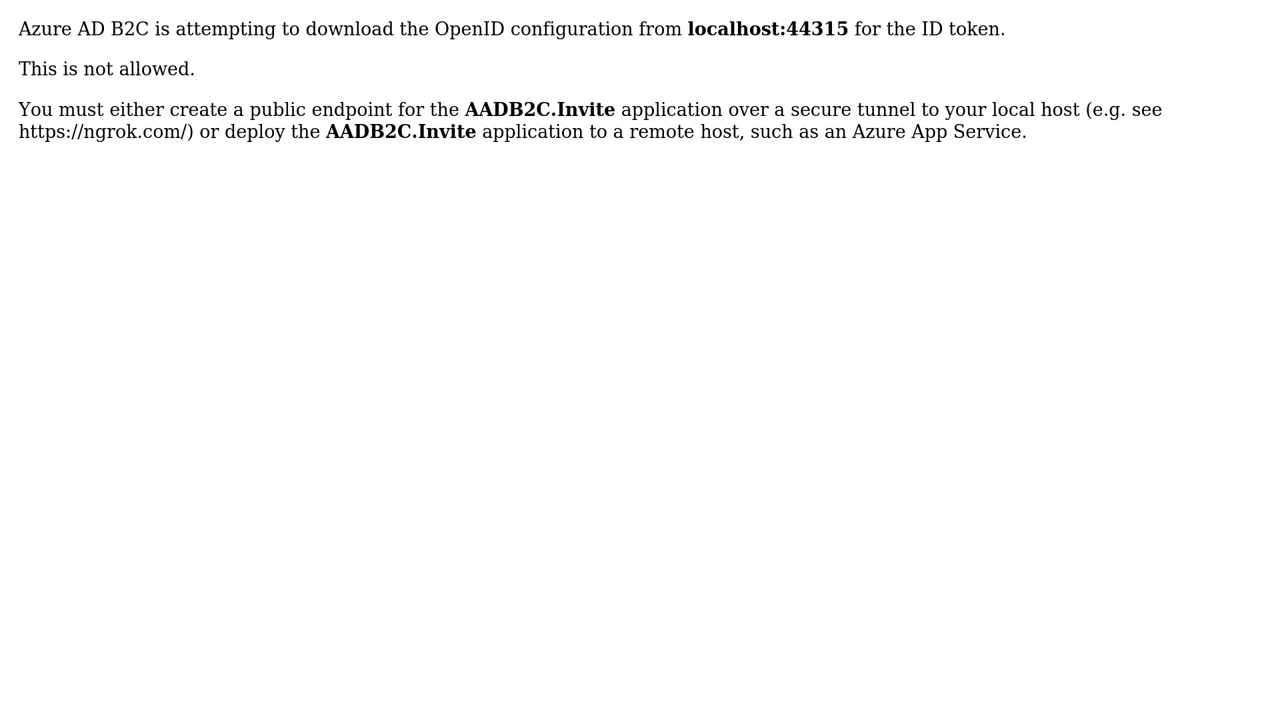 Azure AD B2C is attempting to download the OpenID configuration from localhost:44315 for the ID token.
This is not allowed.
You must either create a public endpoint for the AADB2C.Invite application over a secure tunnel to your local host (e.g. see
https://ngrok.com/) or deploy the AADB2C.Invite application to a remote host, such as an Azure App Service.